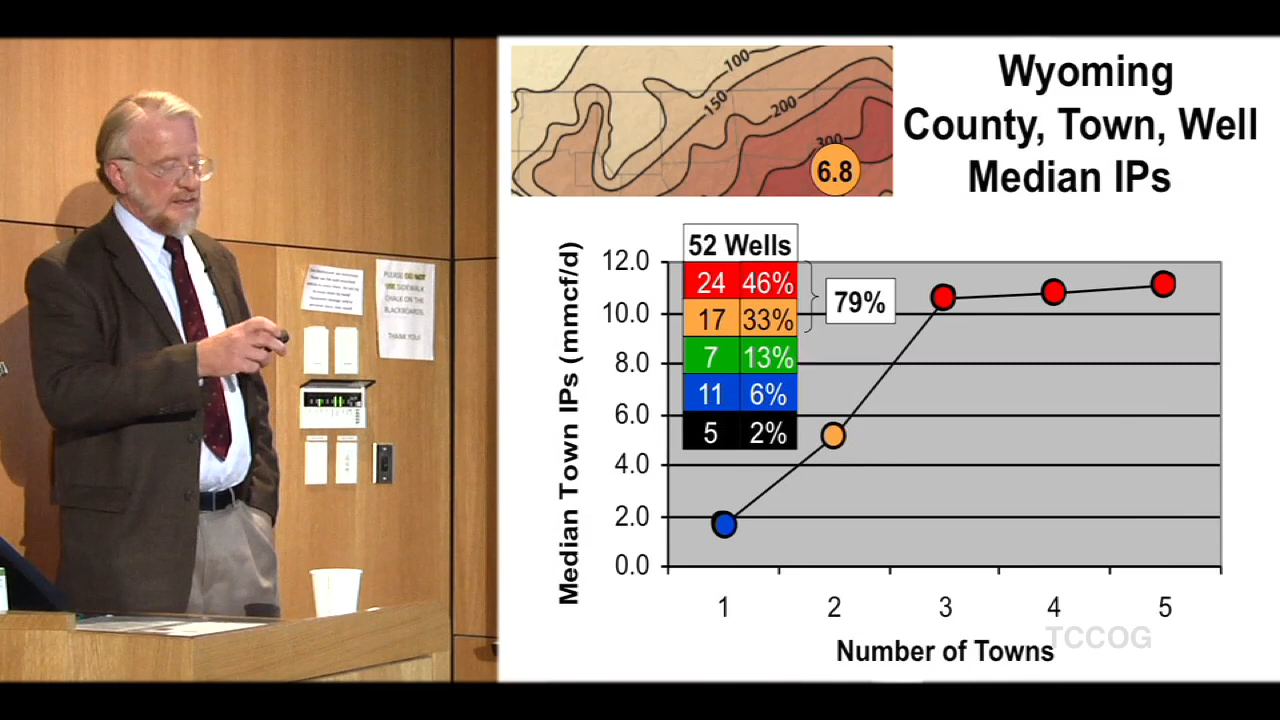 PLEASE DO NOT
USE SIDEWALK
CHALK ON THE
BLACKBOARDS
THANK YOU!
100
150
200
300
6.8
Wyoming
County, Town, Well
Median IPs
52 Wells
24 46%
17 33%
7 13%
11 6%
5 2%
79%
Median Town IPs (mmcf/d)
12.0
10.0
8.0
6.0
4.0
2.0
0.0
1 2 3 4 5
Number of Towns
TCCOG